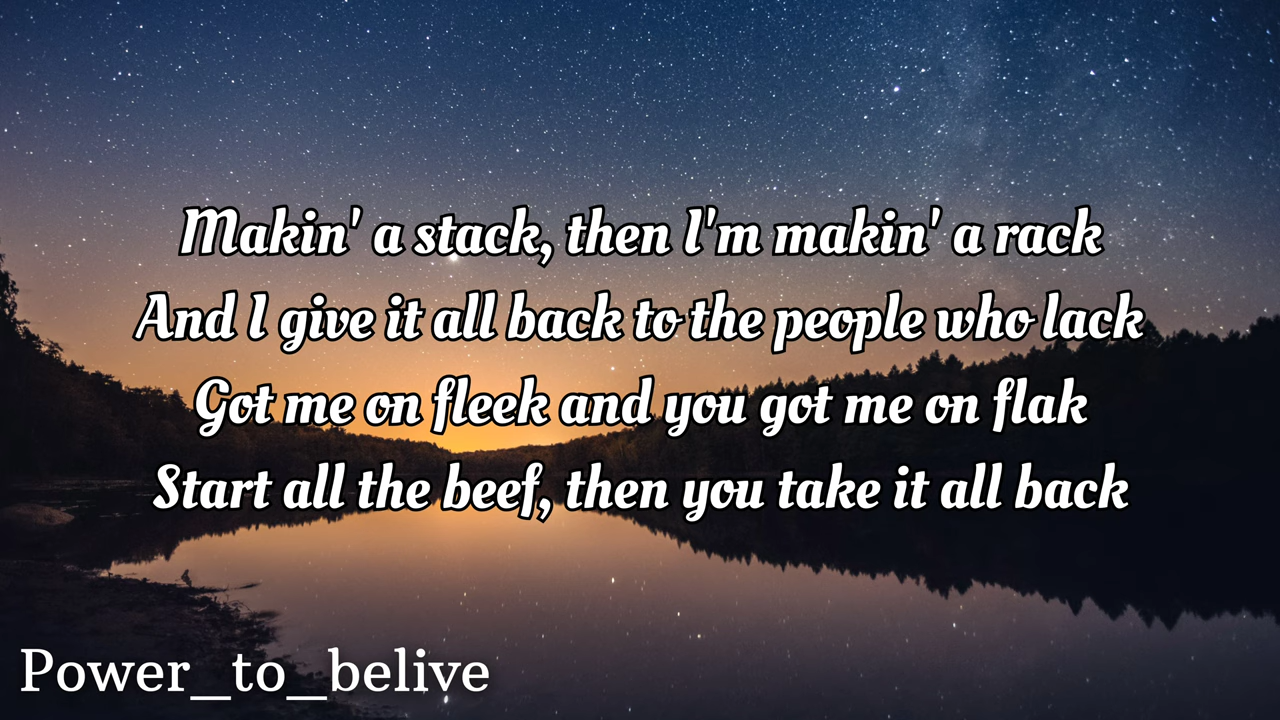 Makin' a stack, then I'm makin' a rack
And I give it all back to the people who lack
Got me on fleek and you got me on flak
Start all the beef, then you take it all back
Power_to_belive